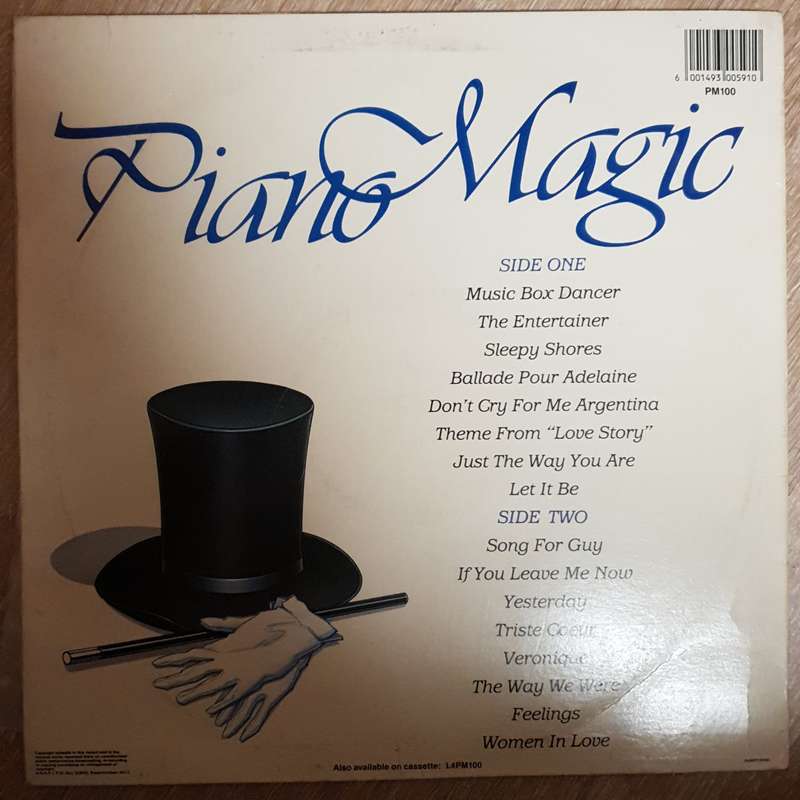 6 001493 005910
PM100
Piano Magic
SIDE ONE
Music Box Dancer
The Entertainer
Sleepy Shores
Ballade Pour Adelaine
Don't Cry For Me Argentina
Theme From "Love Story"
Just The Way You Are
Let It Be
SIDE TWO
Song For Guy
If You Leave Me Now
Yesterday
Triste Coeur
Veronique
The Way We Were
Feelings
Women In Love
Also available on cassette: L4PM100